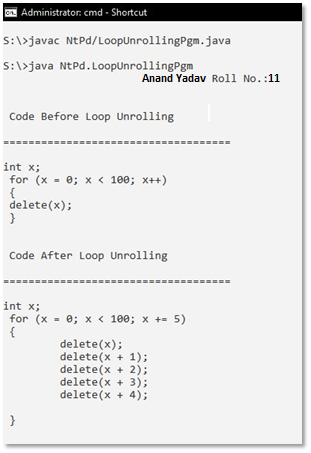 Administrator: cmd - Shortcut
S:\>javac NtPd/LoopUnrollingPgm.java
S:\>java NtPd.LoopUnrollingPgm
Anand Yadav Roll No.:11
Code Before Loop Unrolling
====================================
int x;
for (x = 0; x < 100; x++)
{
delete(x);
}
Code After Loop Unrolling
====================================
int x;
for (x = 0; x < 100; x += 5)
{
delete(x);
delete(x + 1);
delete(x + 2);
delete(x + 3);
delete(x + 4);
}